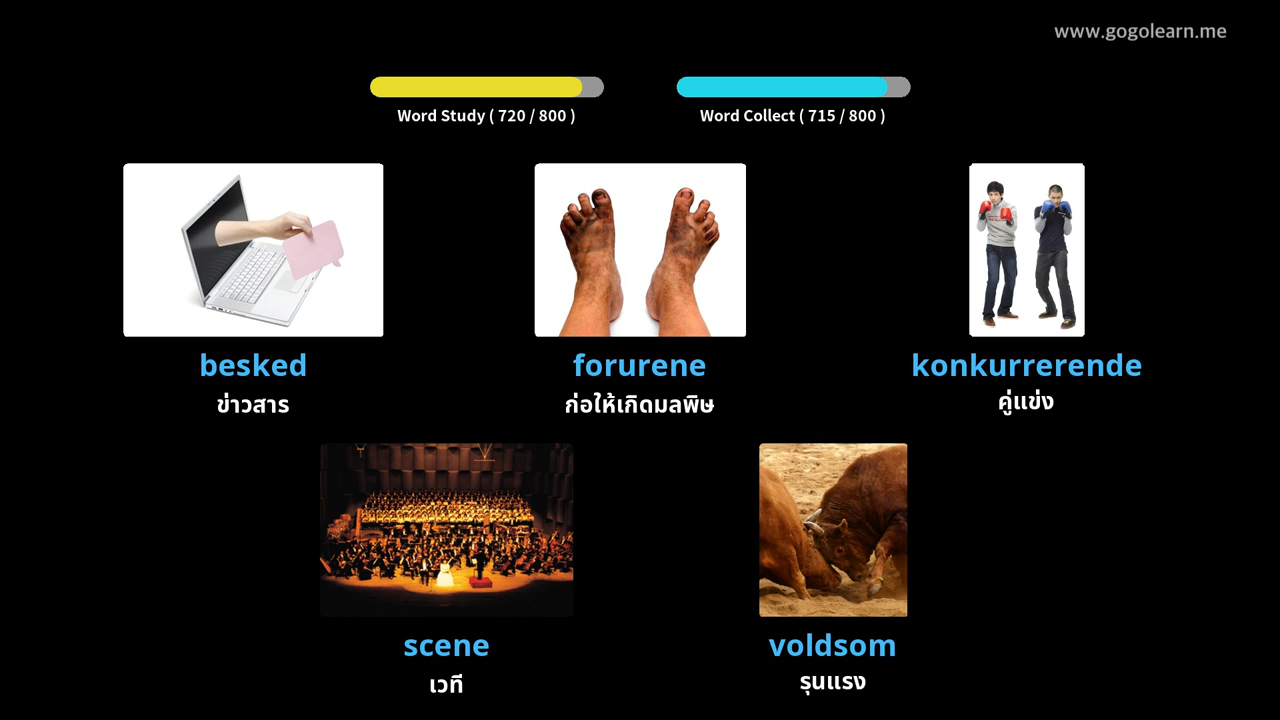 www.gogolearn.me
Word Study ( 720 / 800 )
Word Collect ( 715 / 800 )
besked
forurene
konkurrerende
ข่าวสาร
ก่อให้เกิดมลพิษ
คู่แข่ง
scene
voldsom
เวที
รุนแรง